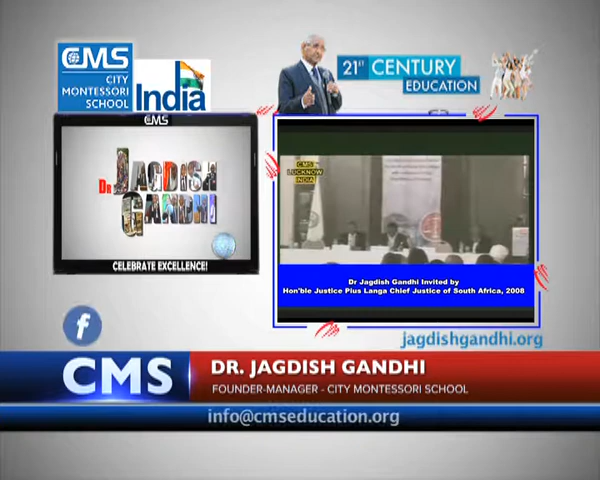 CMS
CITY
MONTESSORI
SCHOOL
India
21ST CENTURY
EDUCATION
CMS
DR JAGDISH
GANDHI
CELEBRATE EXCELLENCE!
CMS
LUCKNOW
INDIA
Dr Jagdish Gandhi Invited by
Hon'ble Justice Pius Langa Chief Justice of South Africa, 2008
f
jagdishgandhi.org
CMS
DR. JAGDISH GANDHI
FOUNDER-MANAGER - CITY MONTESSORI SCHOOL
info@cmseducation.org